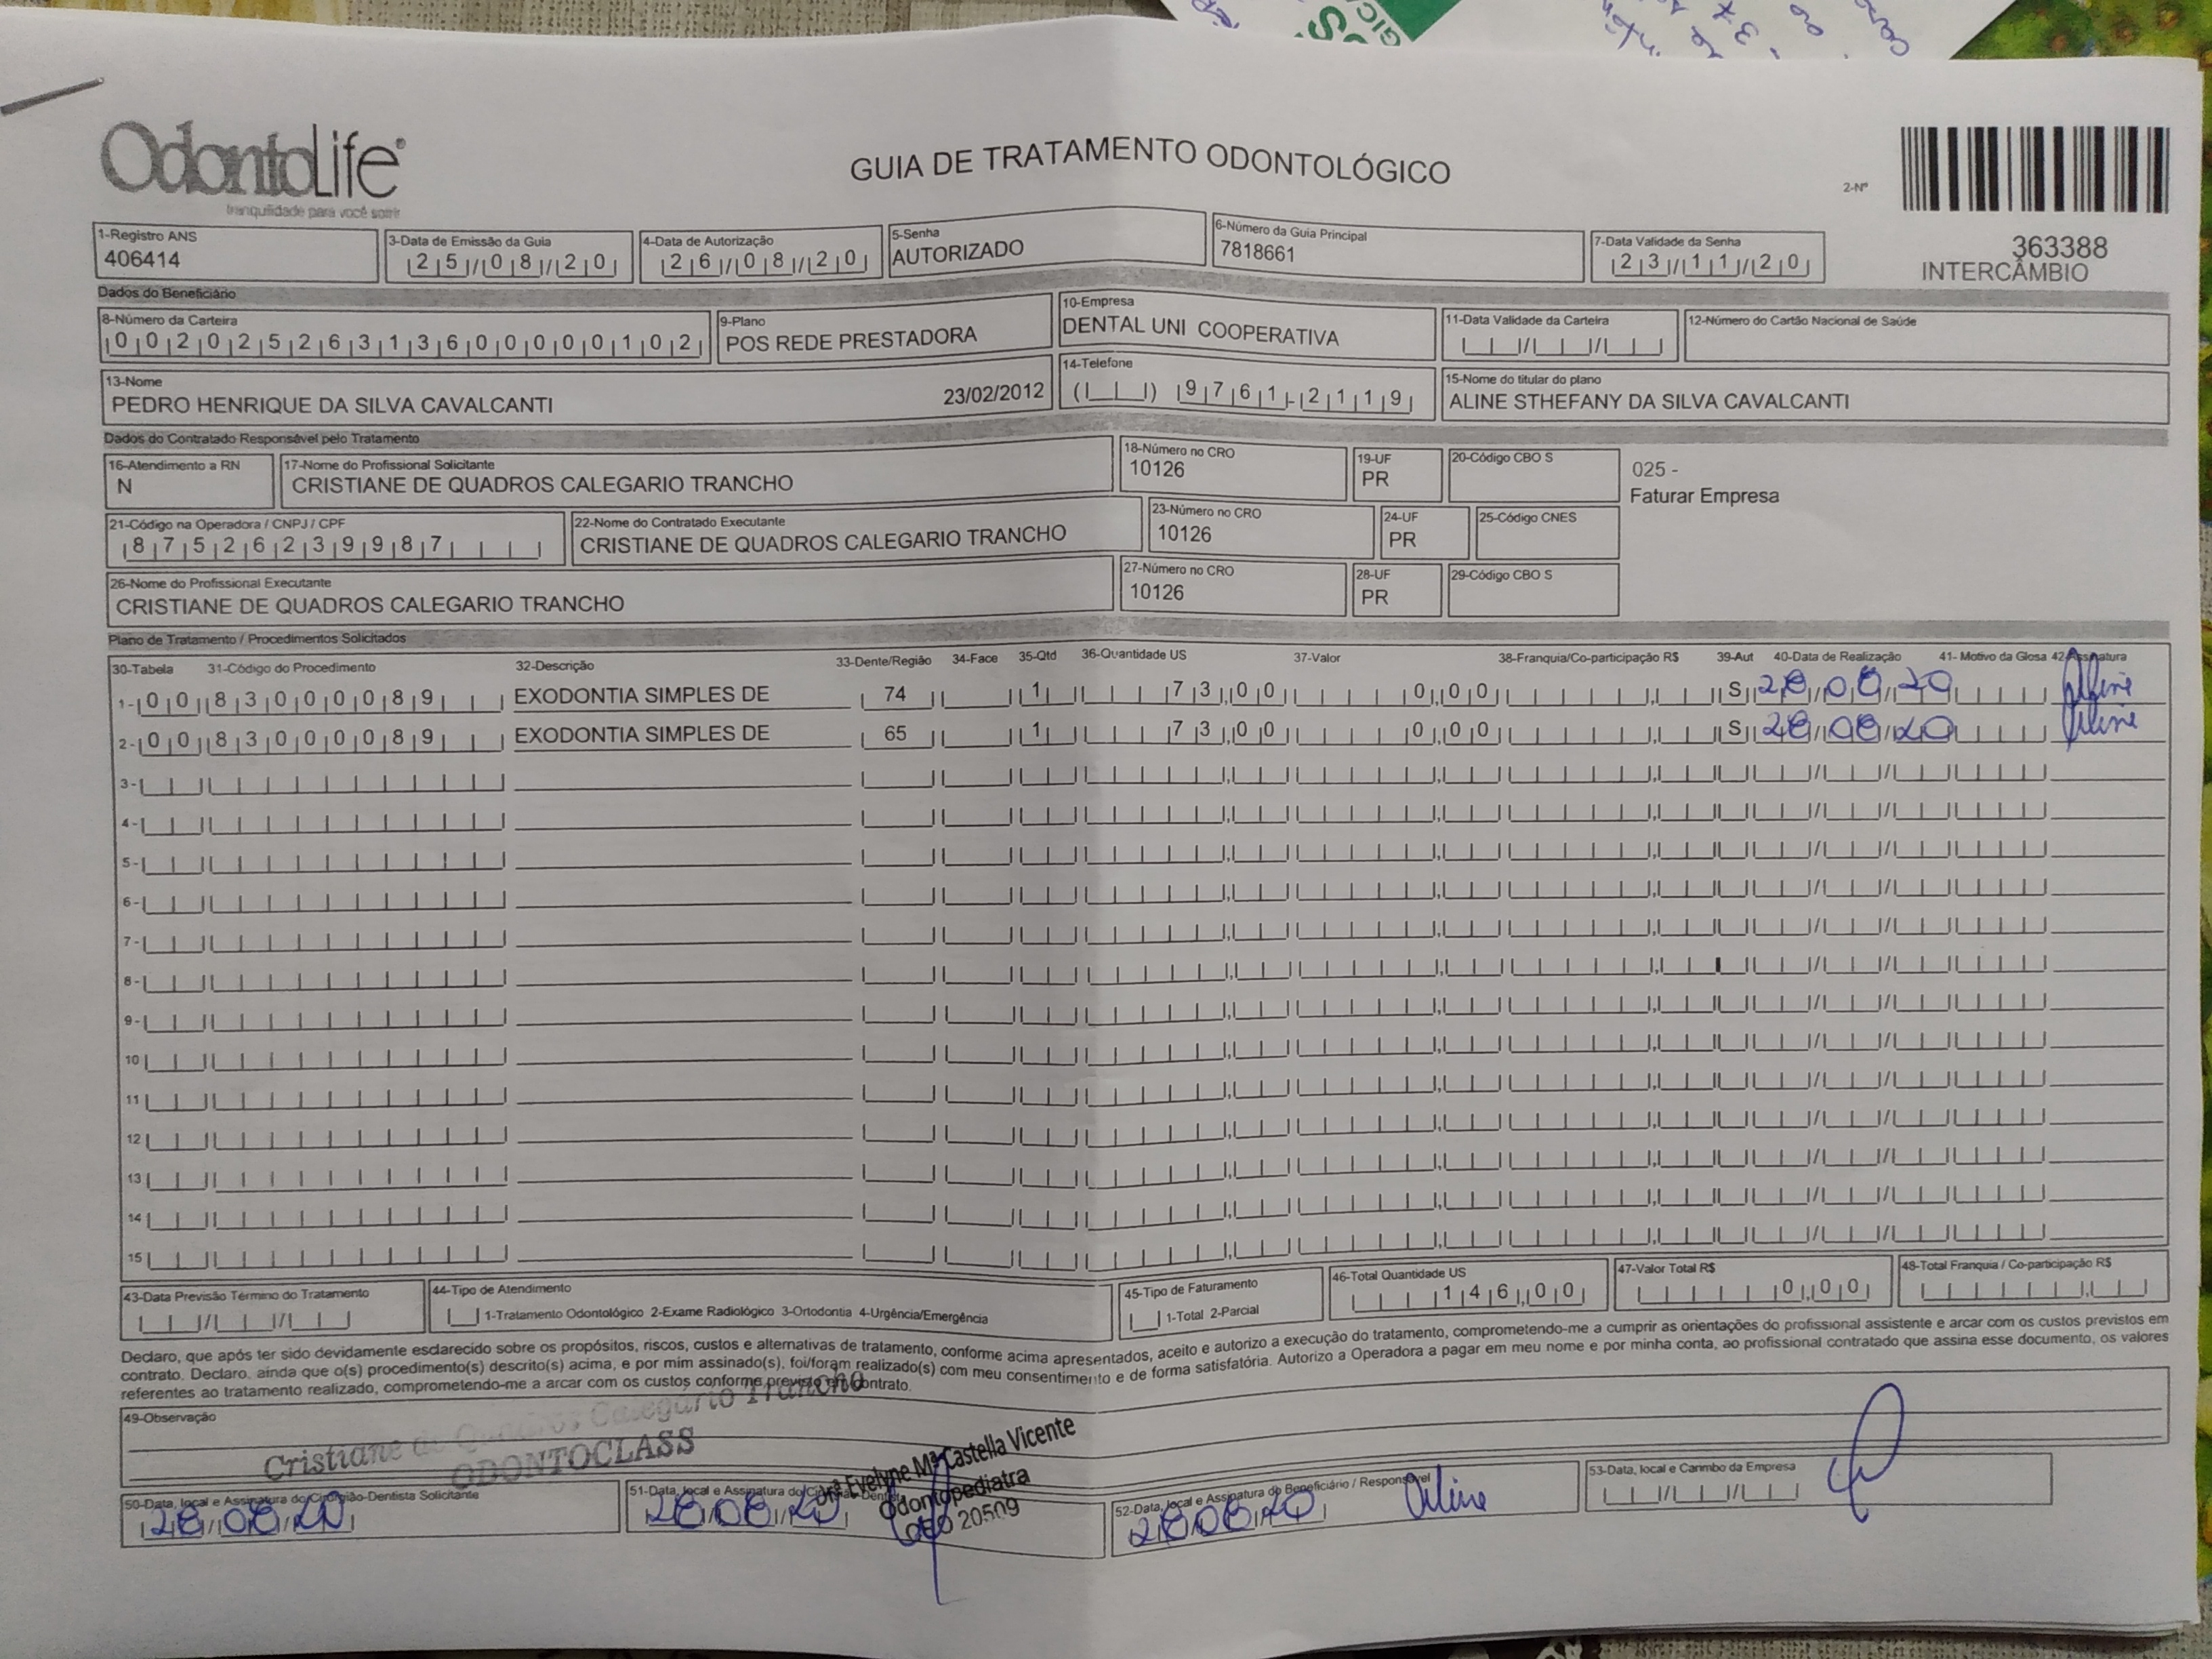 OdontoLife®
tranquilidade para você sorrir
GUIA DE TRATAMENTO ODONTOLÓGICO
2-Nº
363388
INTERCÂMBIO
1-Registro ANS
406414
3-Data de Emissão da Guia
25/08/20
4-Data de Autorização
26/08/20
5-Senha
AUTORIZADO
6-Número da Guia Principal
7818661
7-Data Validade da Senha
23/11/20
Dados do Beneficiário
8-Número da Carteira
00202526313600000102
9-Plano
POS REDE PRESTADORA
10-Empresa
DENTAL UNI COOPERATIVA
11-Data Validade da Carteira
12-Número do Cartão Nacional de Saúde
13-Nome
PEDRO HENRIQUE DA SILVA CAVALCANTI 23/02/2012
14-Telefone
( ) 9761-2119
15-Nome do titular do plano
ALINE STHEFANY DA SILVA CAVALCANTI
Dados do Contratado Responsável pelo Tratamento
16-Atendimento a RN
N
17-Nome do Profissional Solicitante
CRISTIANE DE QUADROS CALEGARIO TRANCHO
18-Número no CRO
10126
19-UF
PR
20-Código CBO S
025 -
Faturar Empresa
21-Código na Operadora / CNPJ / CPF
87526239987
22-Nome do Contratado Executante
CRISTIANE DE QUADROS CALEGARIO TRANCHO
23-Número no CRO
10126
24-UF
PR
25-Código CNES
26-Nome do Profissional Executante
CRISTIANE DE QUADROS CALEGARIO TRANCHO
27-Número no CRO
10126
28-UF
PR
29-Código CBO S
Plano de Tratamento / Procedimentos Solicitados
30-Tabela 31-Código do Procedimento 32-Descrição 33-Dente/Região 34-Face 35-Qtd 36-Quantidade US 37-Valor 38-Franquia/Co-participação R$ 39-Aut 40-Data de Realização 41- Motivo da Glosa 42-Assinatura
1- 00 83000089 EXODONTIA SIMPLES DE 74 1 73,00 0,00 S 28/08/20 Aline
2- 00 83000089 EXODONTIA SIMPLES DE 65 1 73,00 0,00 S 28/08/20 Aline
3-
4-
5-
6-
7-
8-
9-
10
11
12
13
14
15
43-Data Previsão Término do Tratamento
44-Tipo de Atendimento
1-Tratamento Odontológico 2-Exame Radiológico 3-Ortodontia 4-Urgência/Emergência
45-Tipo de Faturamento
1-Total 2-Parcial
46-Total Quantidade US
146,00
47-Valor Total R$
0,00
48-Total Franquia / Co-participação R$
Declaro, que após ter sido devidamente esclarecido sobre os propósitos, riscos, custos e alternativas de tratamento, conforme acima apresentados, aceito e autorizo a execução do tratamento, comprometendo-me a cumprir as orientações do profissional assistente e arcar com os custos previstos em
contrato. Declaro, ainda que o(s) procedimento(s) descrito(s) acima, e por mim assinado(s), foi/foram realizado(s) com meu consentimento e de forma satisfatória. Autorizo a Operadora a pagar em meu nome e por minha conta, ao profissional contratado que assina esse documento, os valores
referentes ao tratamento realizado, comprometendo-me a arcar com os custos conforme previsto em contrato.
49-Observação
Cristiane de Quadros Calegário Trancho
ODONTOCLASS
50-Data, local e Assinatura do Cirurgião-Dentista Solicitante
28/08/20
51-Data, local e Assinatura do Cirurgião-Dentista
28/08/20
Drª Evelyne Mª Castella Vicente
Odontopediatra
CRO 20509
52-Data, local e Assinatura do Beneficiário / Responsável
28/08/20 Aline
53-Data, local e Carimbo da Empresa